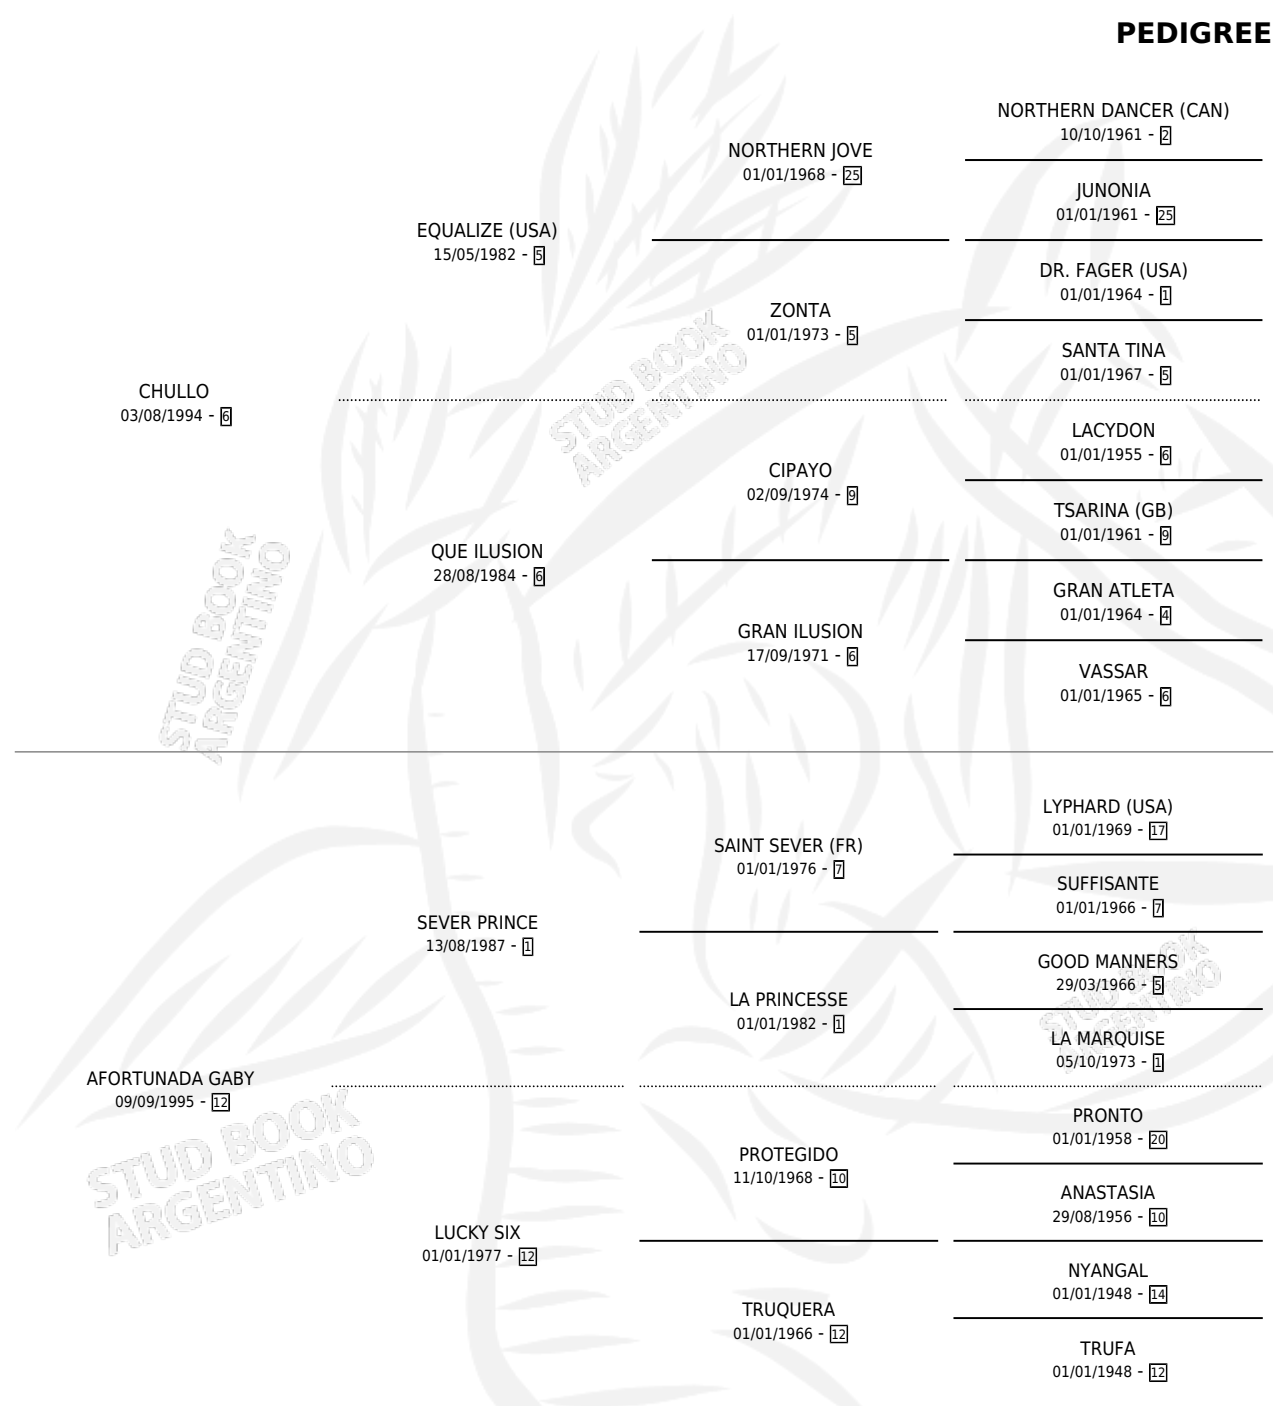 PEDIGREE
NORTHERN DANCER (CAN)
10/10/1961 - 2
NORTHERN JOVE
01/01/1968 - 25
JUNONIA
01/01/1961 - 25
EQUALIZE (USA)
15/05/1982 - 5
DR. FAGER (USA)
01/01/1964 - 1
ZONTA
01/01/1973 - 5
SANTA TINA
01/01/1967 - 5
CHULLO
03/08/1994 - 6
LACYDON
01/01/1955 - 6
CIPAYO
02/09/1974 - 9
TSARINA (GB)
01/01/1961 - 9
QUE ILUSION
28/08/1984 - 6
GRAN ATLETA
01/01/1964 - 4
GRAN ILUSION
17/09/1971 - 6
VASSAR
01/01/1965 - 6
STUD BOOK
ARGENTINO
STUD BOOK
ARGENTINO
LYPHARD (USA)
01/01/1969 - 17
SAINT SEVER (FR)
01/01/1976 - 7
SUFFISANTE
01/01/1966 - 7
SEVER PRINCE
13/08/1987 - 1
GOOD MANNERS
29/03/1966 - 5
LA PRINCESSE
01/01/1982 - 1
LA MARQUISE
05/10/1973 - 1
AFORTUNADA GABY
09/09/1995 - 12
PRONTO
01/01/1958 - 20
PROTEGIDO
11/10/1968 - 10
ANASTASIA
29/08/1956 - 10
LUCKY SIX
01/01/1977 - 12
NYANGAL
01/01/1948 - 14
TRUQUERA
01/01/1966 - 12
TRUFA
01/01/1948 - 12
STUD BOOK
ARGENTINO
STUD BOOK
ARGENTINO